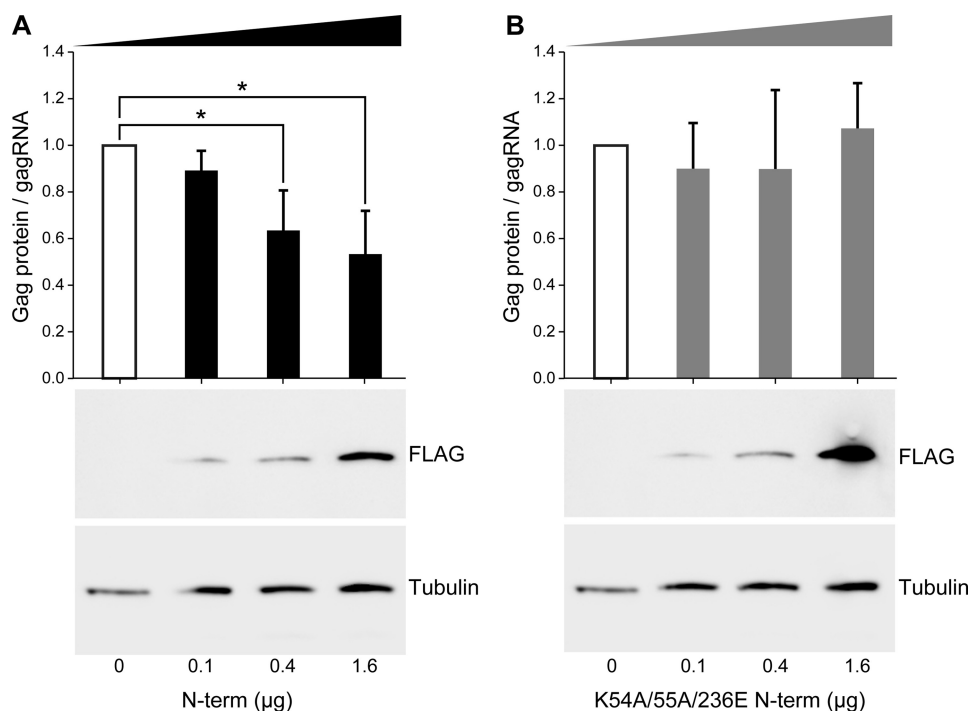 A
1.4
1.2
1.0
0.8
0.6
0.4
0.2
0.0
Gag protein / gagRNA
*
*
FLAG
Tubulin
0 0.1 0.4 1.6
N-term (µg)
B
1.4
1.2
1.0
0.8
0.6
0.4
0.2
0.0
Gag protein / gagRNA
FLAG
Tubulin
0 0.1 0.4 1.6
K54A/55A/236E N-term (µg)